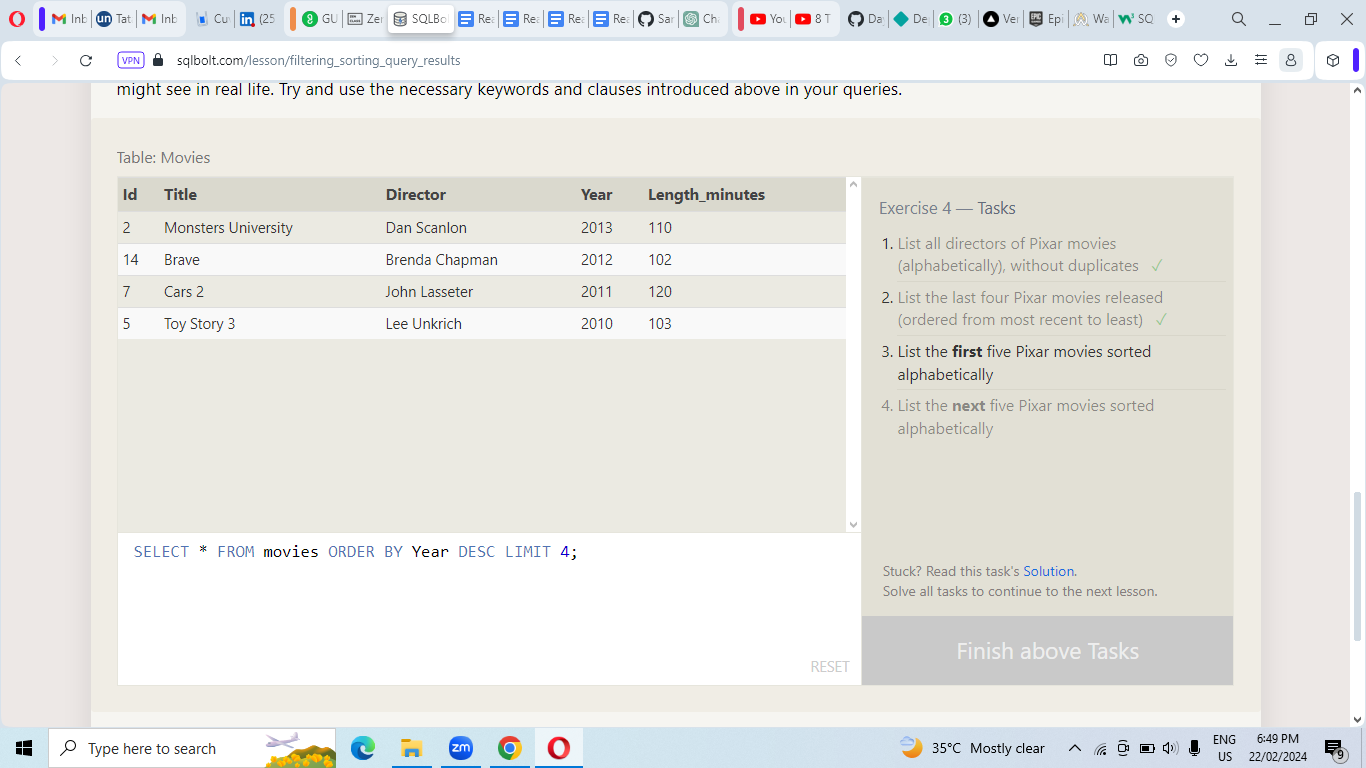 Inb
Tat
Inb
Cu
(25
GU
Zer
SQLBo
Rea
Rea
Rea
Rea
Sar
Cha
You
8 T
Da
De
(3)
Ver
Epi
Wa
SQ
VPN
sqlbolt.com/lesson/filtering_sorting_query_results
might see in real life. Try and use the necessary keywords and clauses introduced above in your queries.
Table: Movies
Id Title Director Year Length_minutes
2 Monsters University Dan Scanlon 2013 110
14 Brave Brenda Chapman 2012 102
7 Cars 2 John Lasseter 2011 120
5 Toy Story 3 Lee Unkrich 2010 103
SELECT * FROM movies ORDER BY Year DESC LIMIT 4;
RESET
Exercise 4 — Tasks
1. List all directors of Pixar movies
(alphabetically), without duplicates ✓
2. List the last four Pixar movies released
(ordered from most recent to least) ✓
3. List the first five Pixar movies sorted
alphabetically
4. List the next five Pixar movies sorted
alphabetically
Stuck? Read this task's Solution.
Solve all tasks to continue to the next lesson.
Finish above Tasks
Type here to search
zm
35°C Mostly clear
ENG
US
6:49 PM
22/02/2024
9